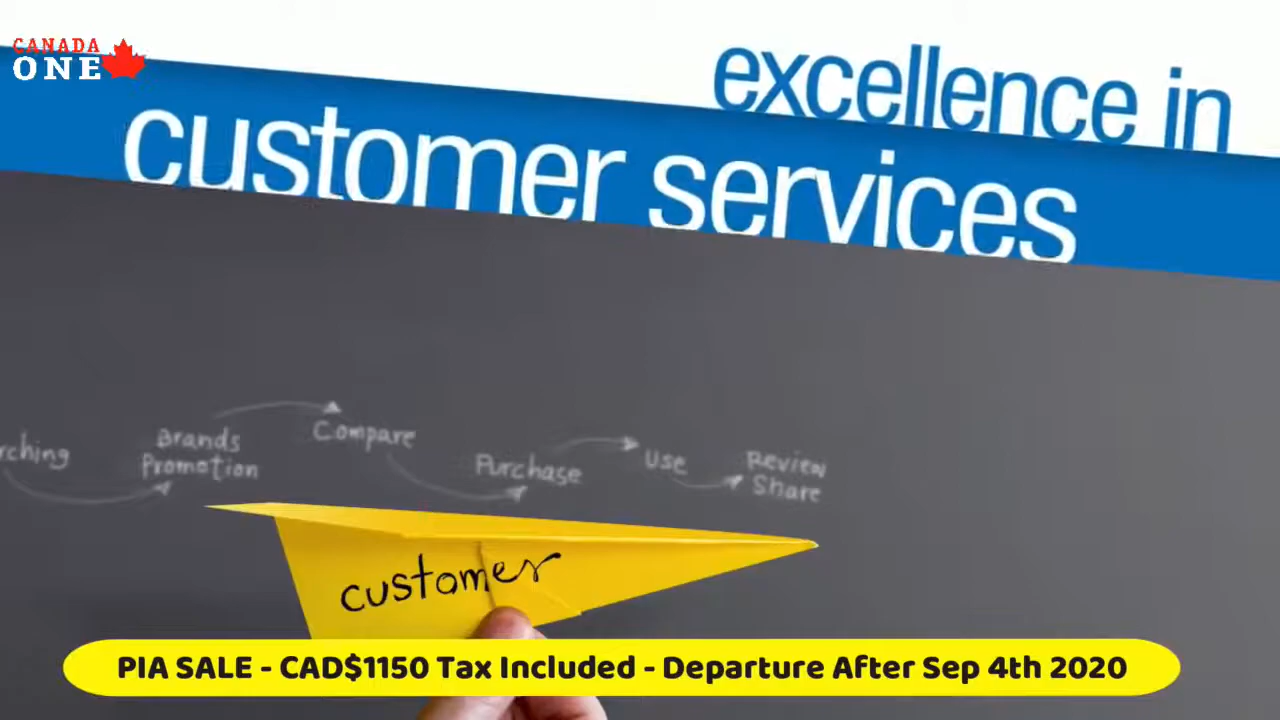 CANADA
ONE
excellence in
customer services
Brands
Promotion
Compare
Purchase
Use
Review
Share
customer
PIA SALE - CAD$1150 Tax Included - Departure After Sep 4th 2020